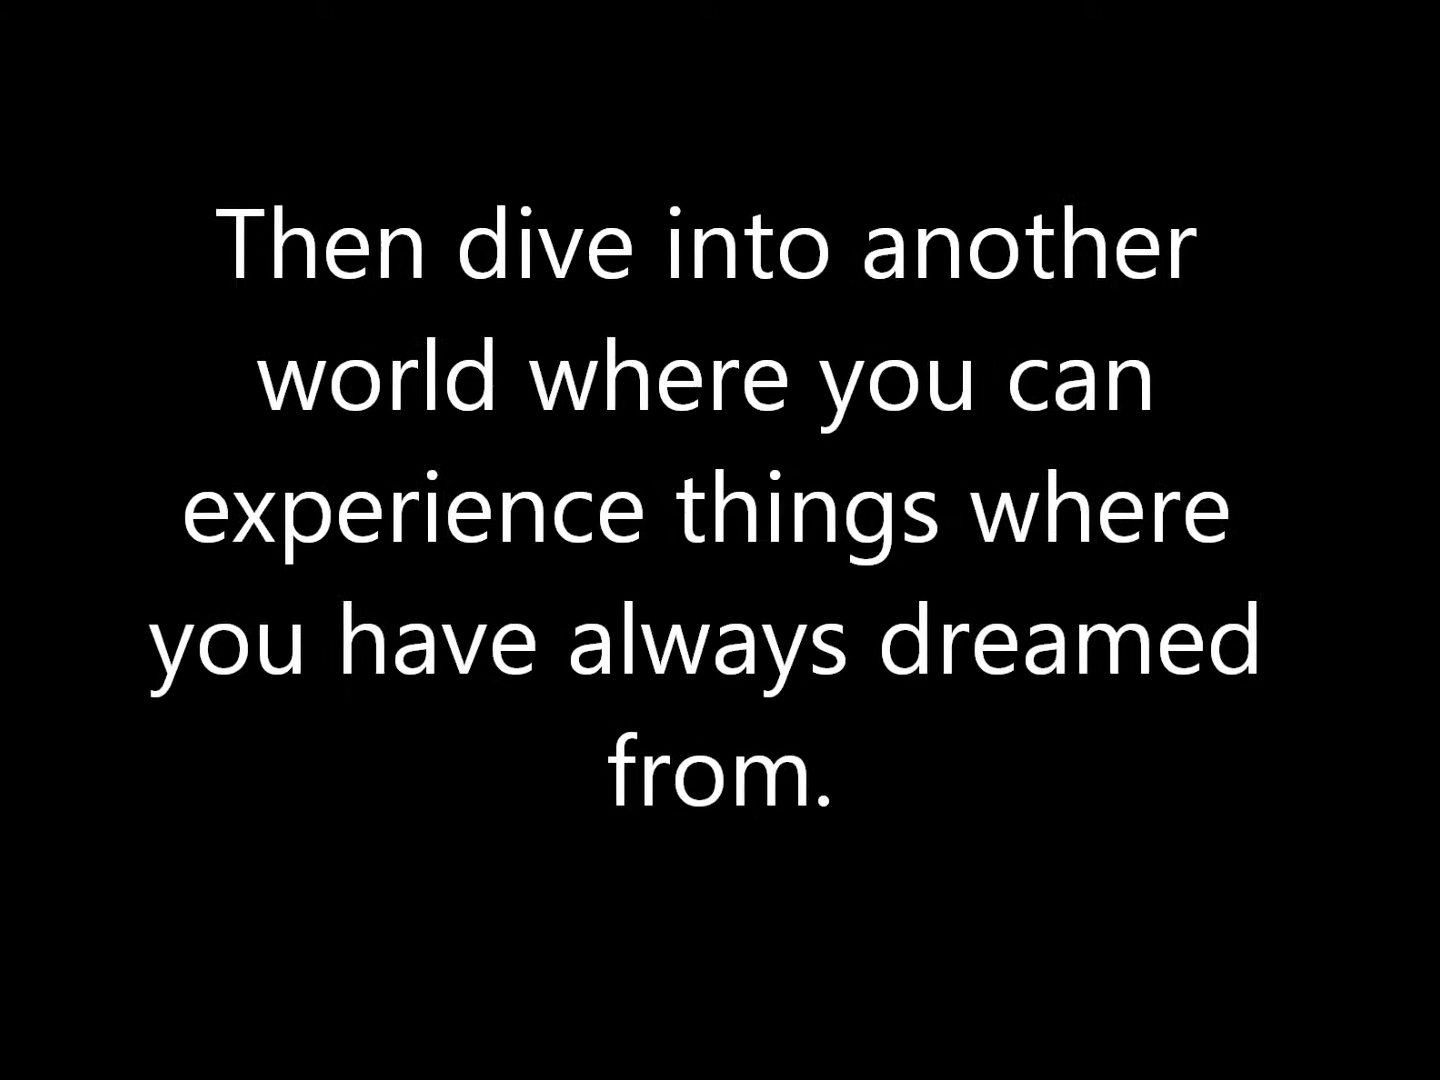 Then dive into another
world where you can
experience things where
you have always dreamed
from.